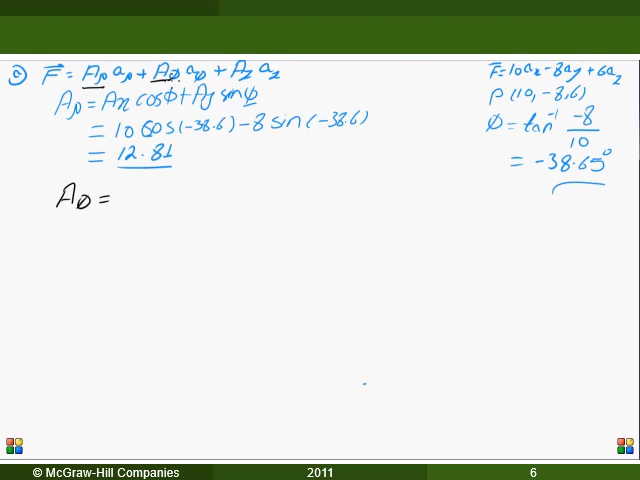 a) F = Aρ aρ + Aφ aφ + Az az
Aρ = Ax cosφ + Ay sinφ
= 10 cos(-38.6) - 8 sin(-38.6)
= 12.81
Aφ =
F = 10ax - 8ay + 6az
P(10, -8, 6)
φ = tan⁻¹ -8/10
= -38.65°
© McGraw-Hill Companies
2011
6